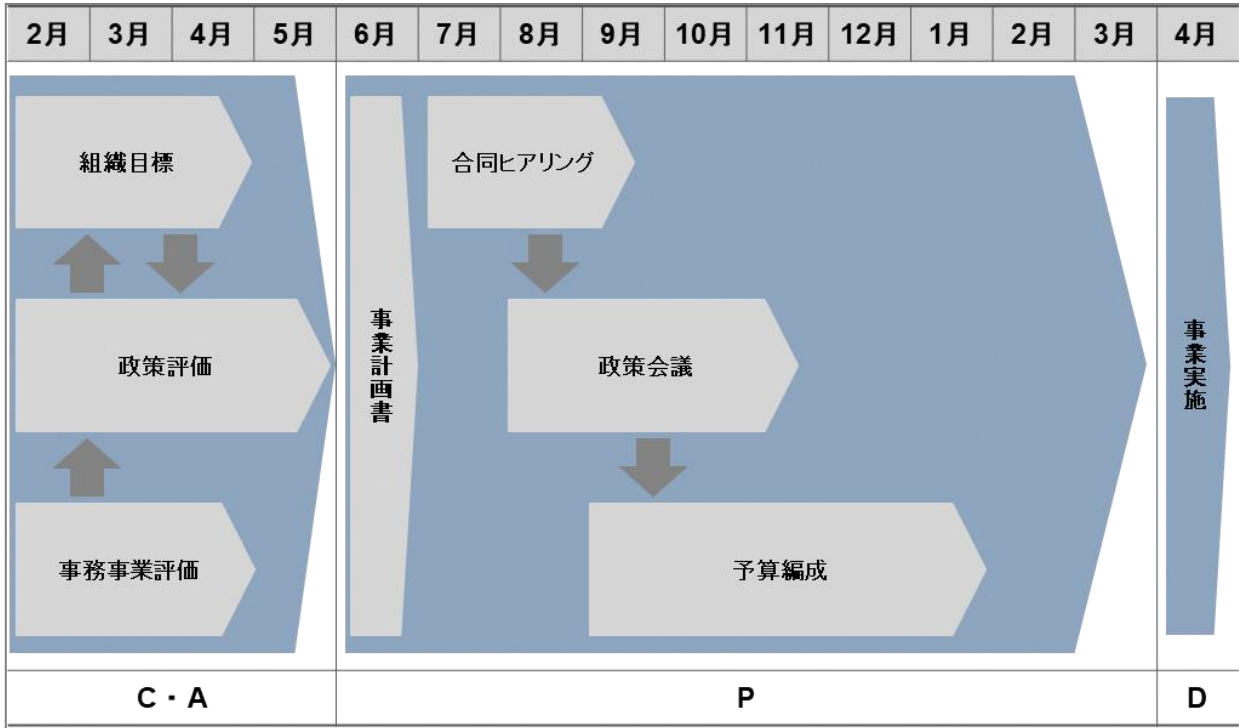 2月 3月 4月 5月 6月 7月 8月 9月 10月 11月 12月 1月 2月 3月 4月
組織目標
合同ヒアリング
政策評価
事業計画書
政策会議
事業実施
事務事業評価
予算編成
C・A P D